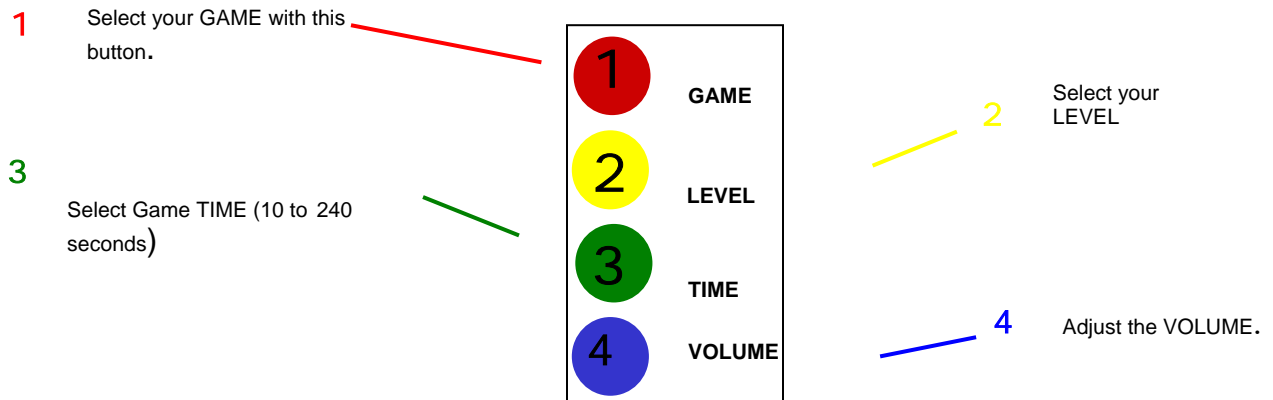 1
Select your GAME with this
button.
1
GAME
2
Select your
LEVEL
2
LEVEL
3
Select Game TIME (10 to 240
seconds)
3
TIME
4
VOLUME
4
Adjust the VOLUME.